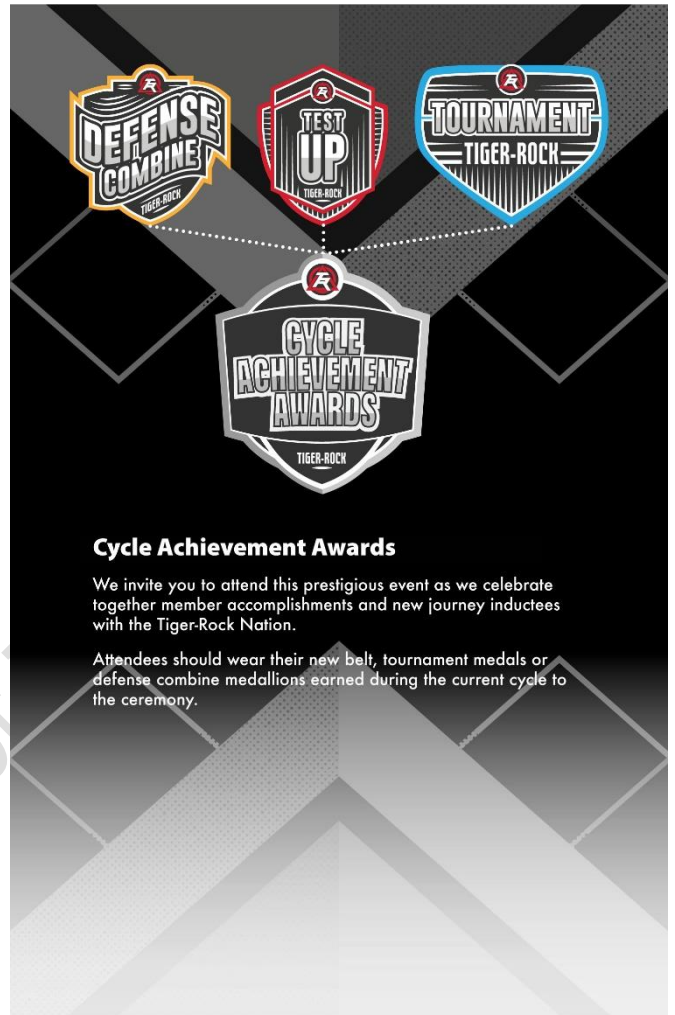 DEFENSE
COMBINE
TIGER-ROCK
TEST
UP
TIGER-ROCK
TOURNAMENT
TIGER-ROCK
CYCLE
ACHIEVEMENT
AWARDS
TIGER-ROCK
Cycle Achievement Awards
We invite you to attend this prestigious event as we celebrate
together member accomplishments and new journey inductees
with the Tiger-Rock Nation.
Attendees should wear their new belt, tournament medals or
defense combine medallions earned during the current cycle to
the ceremony.